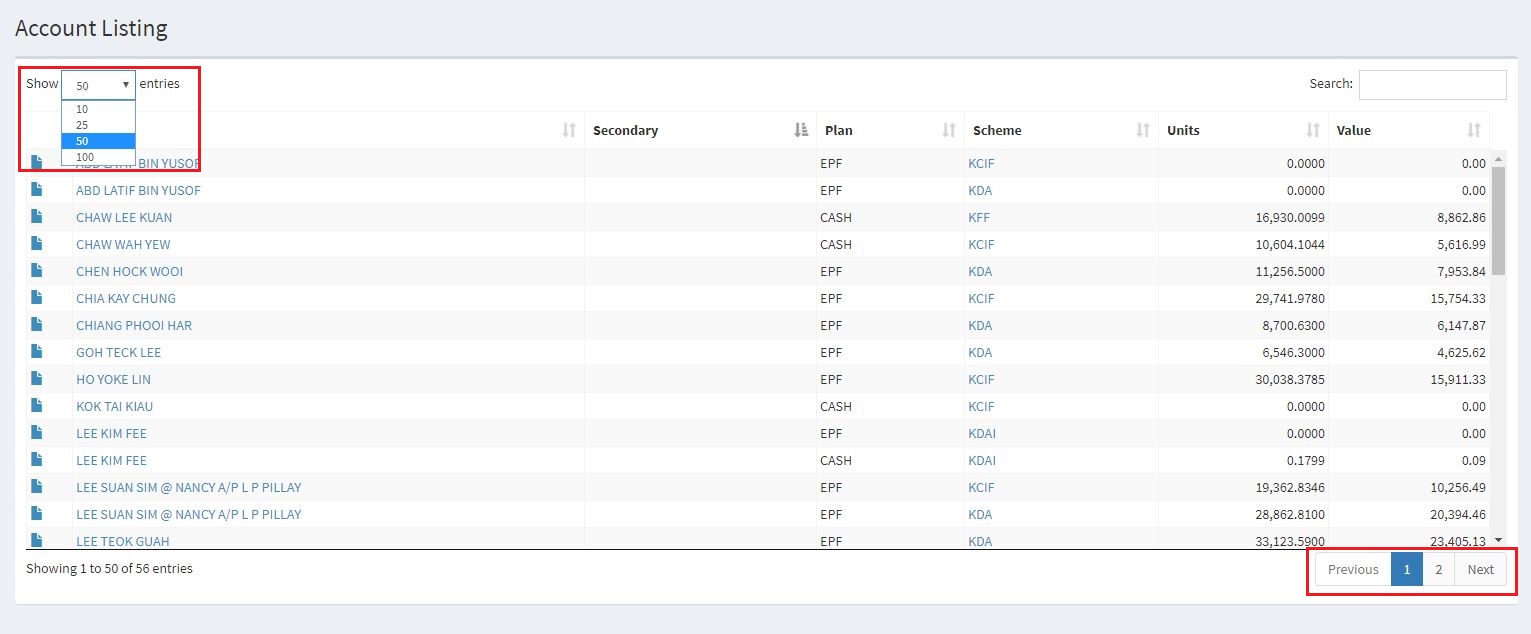 Account Listing
Show 50 entries Search:
10
25
50
100
Secondary Plan Scheme Units Value
ABD LATIF BIN YUSOF EPF KCIF 0.0000 0.00
ABD LATIF BIN YUSOF EPF KDA 0.0000 0.00
CHAW LEE KUAN CASH KFF 16,930.0099 8,862.86
CHAW WAH YEW CASH KCIF 10,604.1044 5,616.99
CHEN HOCK WOOI EPF KDA 11,256.5000 7,953.84
CHIA KAY CHUNG EPF KCIF 29,741.9780 15,754.33
CHIANG PHOOI HAR EPF KDA 8,700.6300 6,147.87
GOH TECK LEE EPF KDA 6,546.3000 4,625.62
HO YOKE LIN EPF KCIF 30,038.3785 15,911.33
KOK TAI KIAU CASH KCIF 0.0000 0.00
LEE KIM FEE EPF KDAI 0.0000 0.00
LEE KIM FEE CASH KDAI 0.1799 0.09
LEE SUAN SIM @ NANCY A/P L P PILLAY EPF KCIF 19,362.8346 10,256.49
LEE SUAN SIM @ NANCY A/P L P PILLAY EPF KDA 28,862.8100 20,394.46
LEE TEOK GUAH EPF KDA 33,123.5900 23,405.13
Showing 1 to 50 of 56 entries Previous 1 2 Next